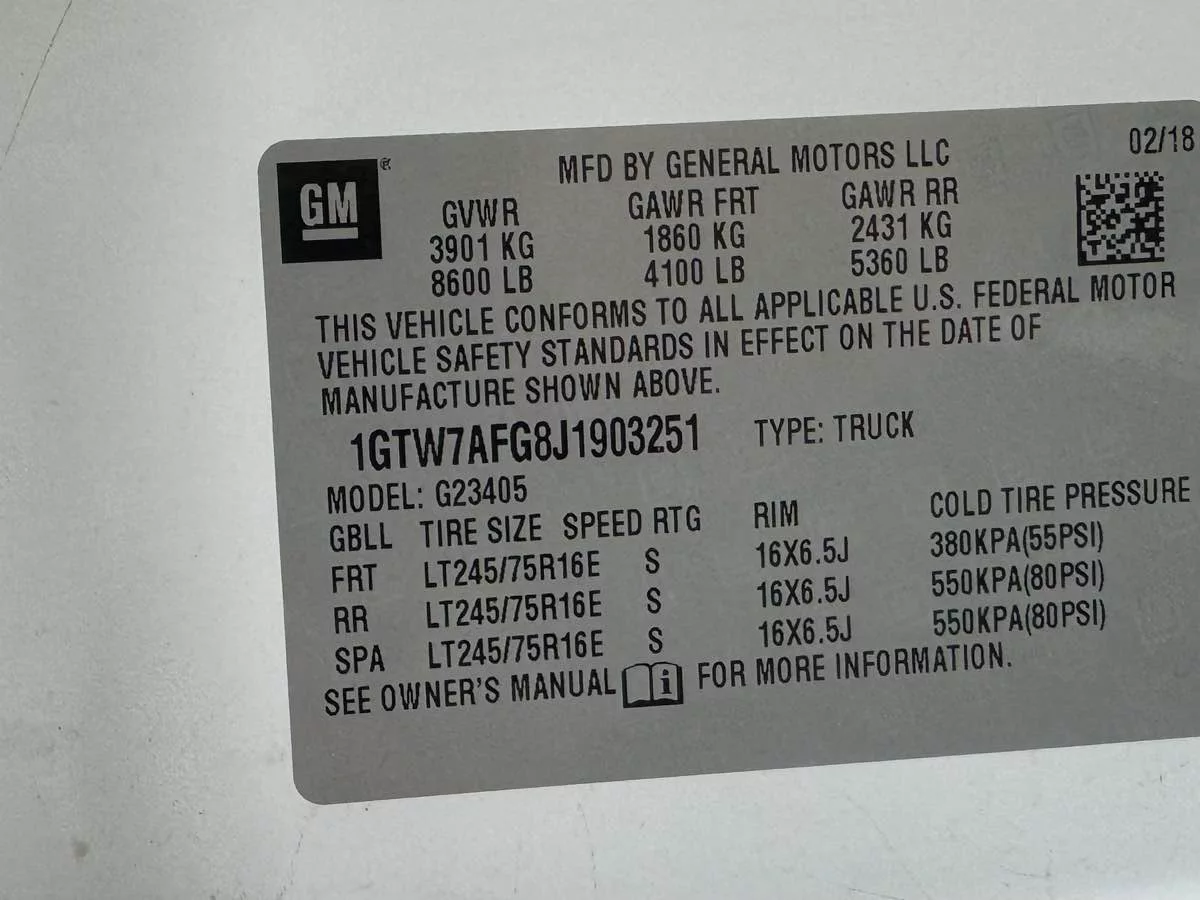 GM ®
MFD BY GENERAL MOTORS LLC 02/18
GVWR GAWR FRT GAWR RR
3901 KG 1860 KG 2431 KG
8600 LB 4100 LB 5360 LB
THIS VEHICLE CONFORMS TO ALL APPLICABLE U.S. FEDERAL MOTOR
VEHICLE SAFETY STANDARDS IN EFFECT ON THE DATE OF
MANUFACTURE SHOWN ABOVE.
1GTW7AFG8J1903251 TYPE: TRUCK
MODEL: G23405
GBLL TIRE SIZE SPEED RTG RIM COLD TIRE PRESSURE
FRT LT245/75R16E S 16X6.5J 380KPA(55PSI)
RR LT245/75R16E S 16X6.5J 550KPA(80PSI)
SPA LT245/75R16E S 16X6.5J 550KPA(80PSI)
SEE OWNER'S MANUAL i FOR MORE INFORMATION.